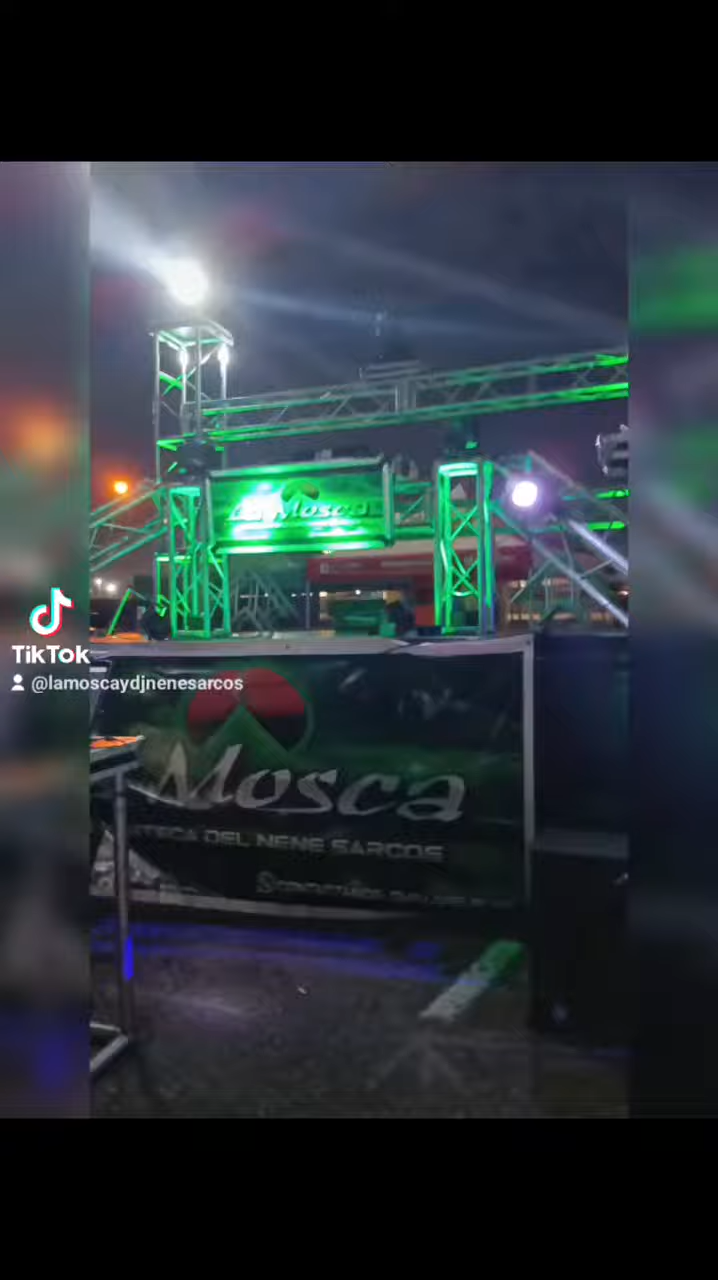 La Mosca
TikTok
@lamoscaydjnenesarcos
Mosca
TECA DEL NENE SARCOS